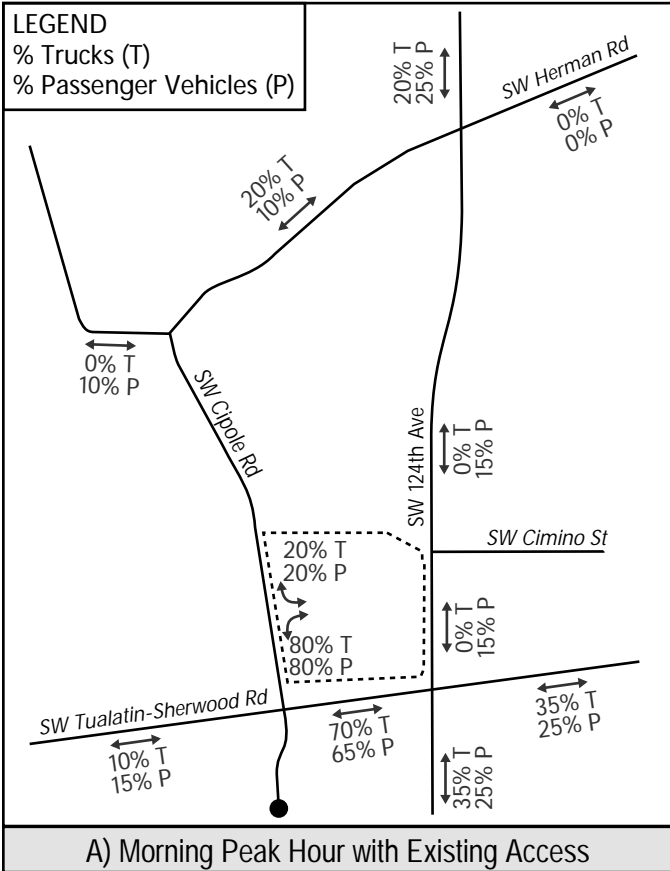 LEGEND
% Trucks (T)
% Passenger Vehicles (P)
20% T
25% P
SW Herman Rd
0% T
0% P
20% T
10% P
0% T
10% P
SW Cipole Rd
SW 124th Ave
0% T
15% P
SW Cimino St
20% T
20% P
80% T
80% P
0% T
15% P
SW Tualatin-Sherwood Rd
10% T
15% P
70% T
65% P
35% T
25% P
35% T
25% P
A) Morning Peak Hour with Existing Access